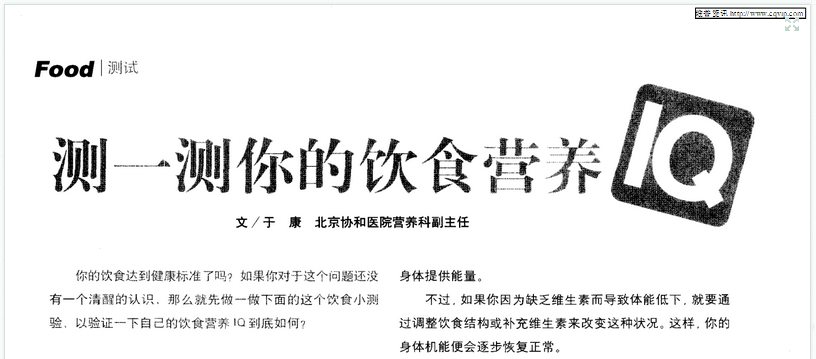 维普资讯 http://www.cqvip.com
Food | 测试
测一测你的饮食营养IQ
文/于 康 北京协和医院营养科副主任
你的饮食达到健康标准了吗?如果你对于这个问题还没
有一个清醒的认识,那么就先做一做下面的这个饮食小测
验,以验证一下自己的饮食营养IQ到底如何?
身体提供能量。
不过,如果你因为缺乏维生素而导致体能低下,就要通
过调整饮食结构或补充维生素来改变这种状况。这样,你的
身体机能便会逐步恢复正常。